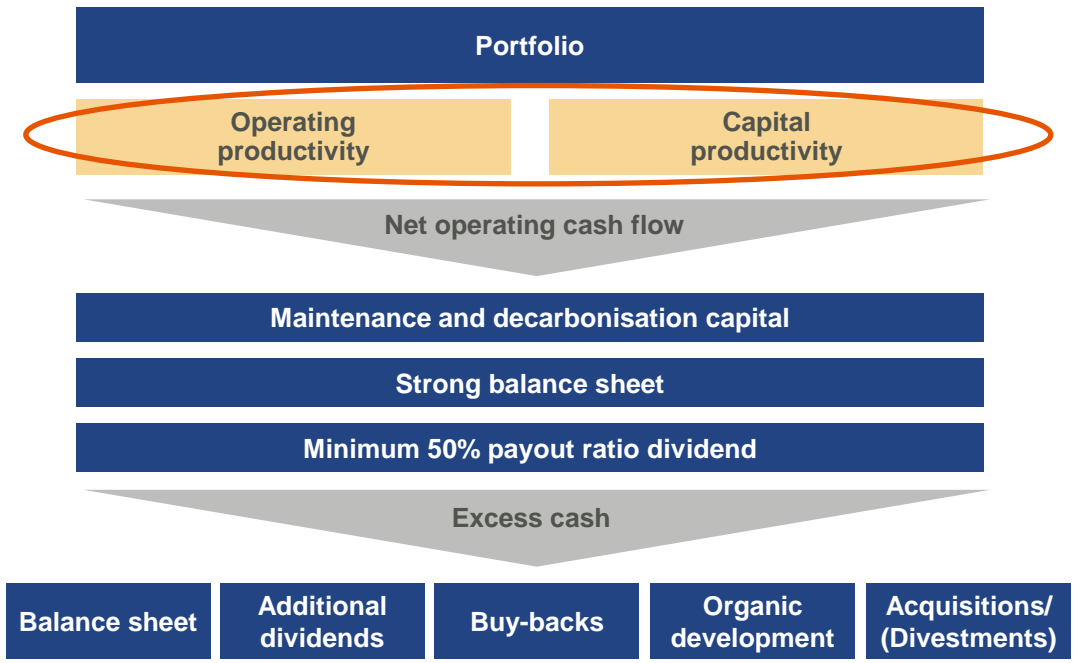 Portfolio
Operating
productivity
Capital
productivity
Net operating cash flow
Maintenance and decarbonisation capital
Strong balance sheet
Minimum 50% payout ratio dividend
Excess cash
Balance sheet
Additional
dividends
Buy-backs
Organic
development
Acquisitions/
(Divestments)